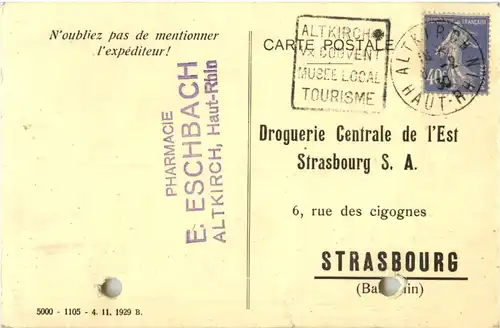 N'oubliez pas de mentionner
l'expéditeur!
PHARMACIE
E. ESCHBACH
ALTKIRCH, Haut-Rhin
CARTE POSTALE
ALTKIRCH
Vx COUVENT
MUSEE LOCAL
TOURISME
ALTKIRCH
HAUT-RHIN
40
Droguerie Centrale de l'Est
Strasbourg S. A.
6, rue des cigognes
STRASBOURG
5000 - 1105 - 4. 11. 1929 B.